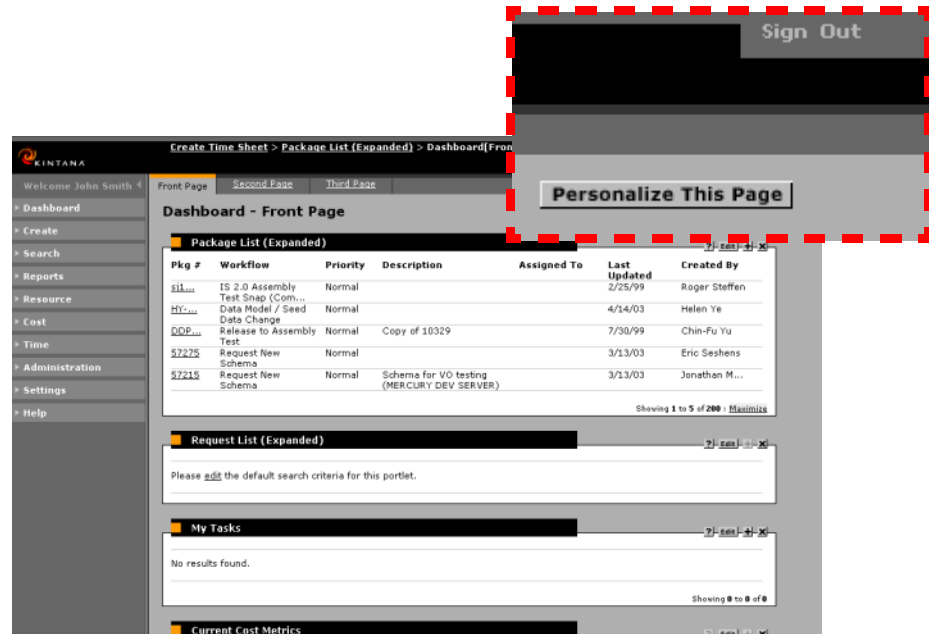 Sign Out
Personalize This Page
KINTANA
Create Time Sheet > Package List (Expanded) > Dashboard[Fron
Welcome John Smith
Dashboard
Create
Search
Reports
Resource
Cost
Time
Administration
Settings
Help
Front Page Second Page Third Page
Dashboard - Front Page
Package List (Expanded)
? Edit + X
Pkg # Workflow Priority Description Assigned To Last Updated Created By
si1... IS 2.0 Assembly Test Snap (Com... Normal 2/25/99 Roger Steffen
HY-... Data Model / Seed Data Change Normal 4/14/03 Helen Ye
DDP... Release to Assembly Test Normal Copy of 10329 7/30/99 Chin-Fu Yu
57275 Request New Schema Normal 3/13/03 Eric Seshens
57215 Request New Schema Normal Schema for VO testing (MERCURY DEV SERVER) 3/13/03 Jonathan M...
Showing 1 to 5 of 200 : Maximize
Request List (Expanded)
? Edit X
Please edit the default search criteria for this portlet.
My Tasks
? Edit + X
No results found.
Showing 0 to 0 of 0
Current Cost Metrics